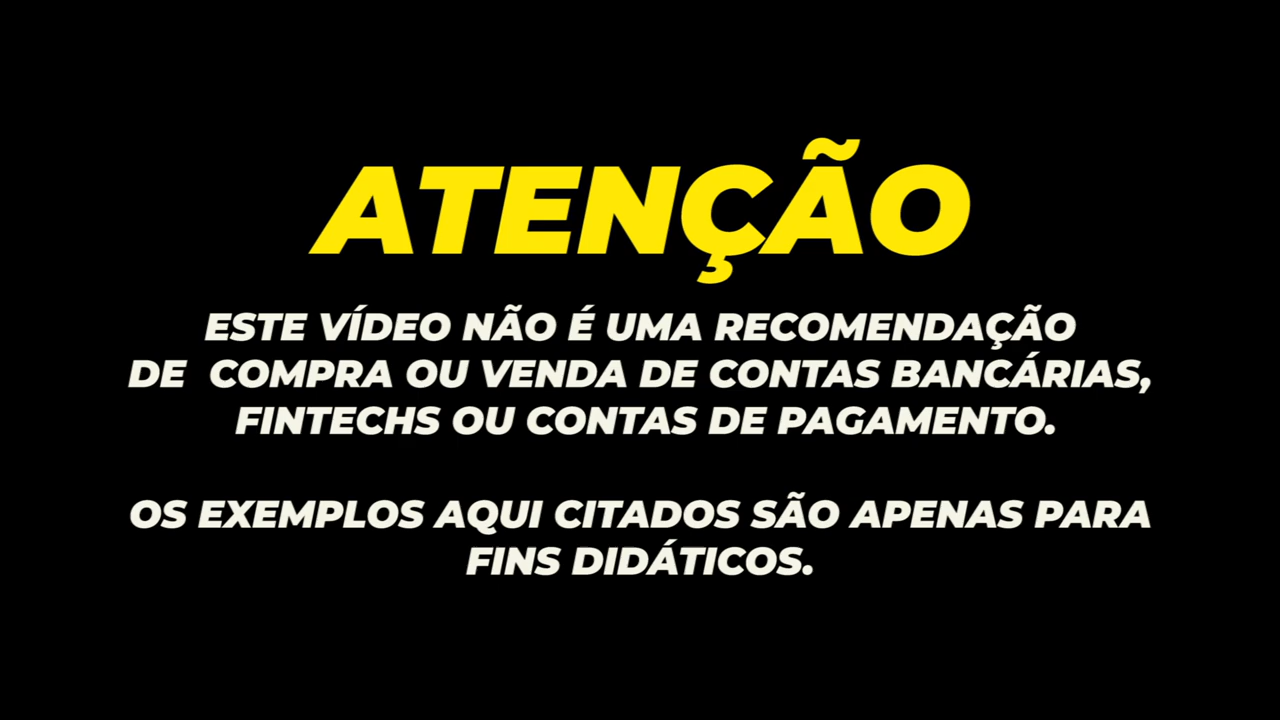 ATENÇÃO
ESTE VÍDEO NÃO É UMA RECOMENDAÇÃO
DE COMPRA OU VENDA DE CONTAS BANCÁRIAS,
FINTECHS OU CONTAS DE PAGAMENTO.
OS EXEMPLOS AQUI CITADOS SÃO APENAS PARA
FINS DIDÁTICOS.